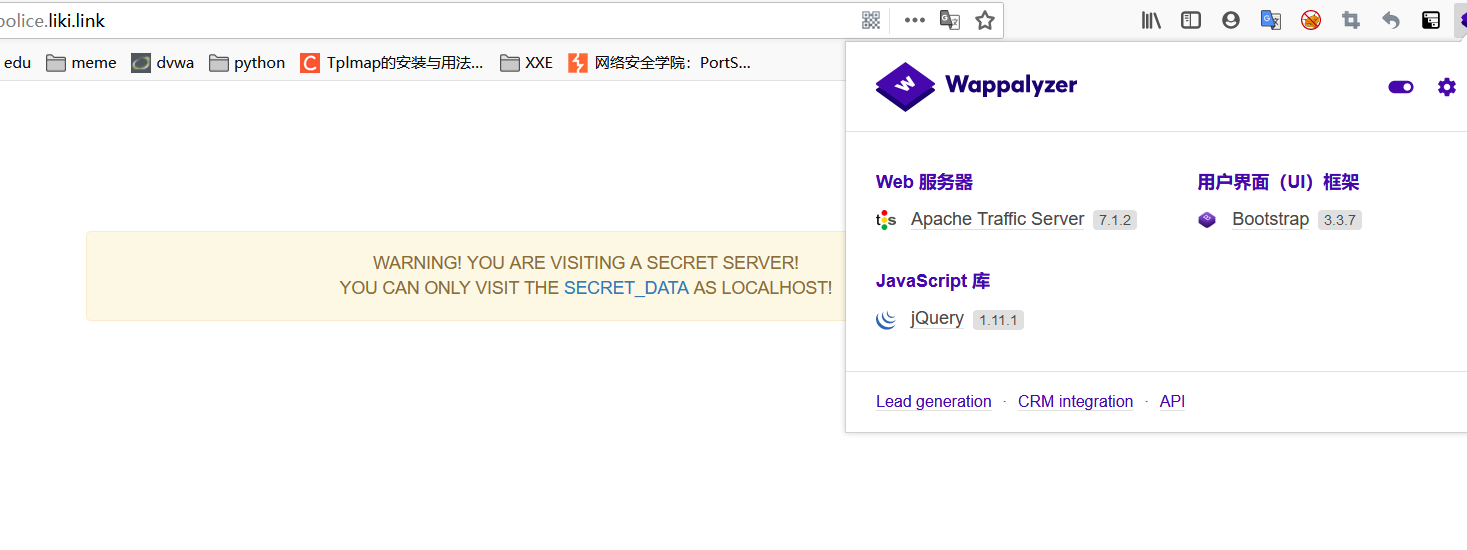 police.liki.link
edu meme dvwa python Tplmap的安装与用法... XXE 网络安全学院：PortS...
Wappalyzer
Web 服务器
Apache Traffic Server 7.1.2
用户界面（UI）框架
Bootstrap 3.3.7
JavaScript 库
jQuery 1.11.1
Lead generation · CRM integration · API
WARNING! YOU ARE VISITING A SECRET SERVER!
YOU CAN ONLY VISIT THE SECRET_DATA AS LOCALHOST!